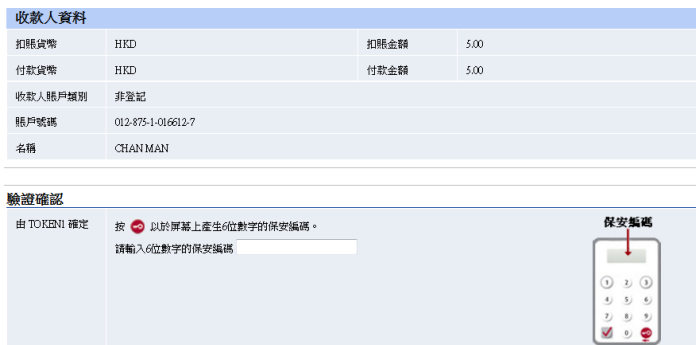 收款人資料
扣賬貨幣 HKD 扣賬金額 5.00
付款貨幣 HKD 付款金額 5.00
收款人賬戶類別 非登記
賬戶號碼 012-875-1-016612-7
名稱 CHAN MAN
驗證確認
由 TOKEN1 確定 按 以於屏幕上產生6位數字的保安編碼。
請輸入6位數字的保安編碼
保安編碼
1 2 3
4 5 6
7 8 9
0